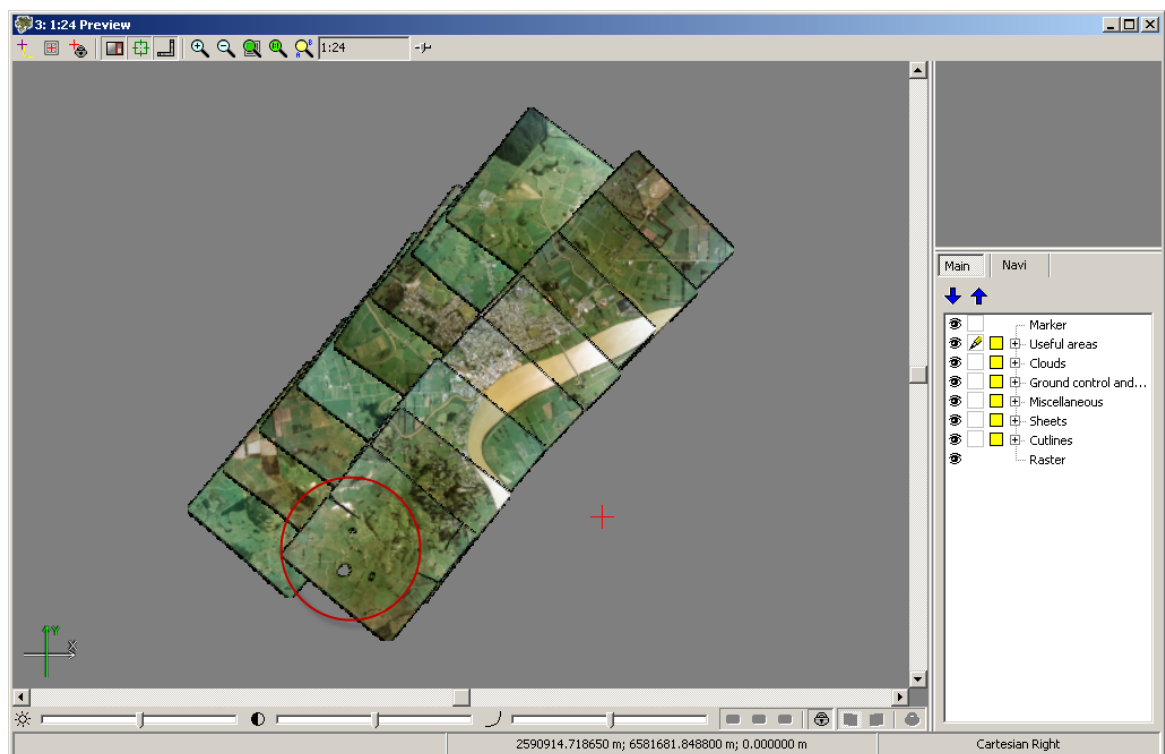 3: 1:24 Preview
1:24
Main
Navi
Marker
Useful areas
Clouds
Ground control and...
Miscellaneous
Sheets
Cutlines
Raster
Y
X
2590914.718650 m; 6581681.848800 m; 0.000000 m
Cartesian Right